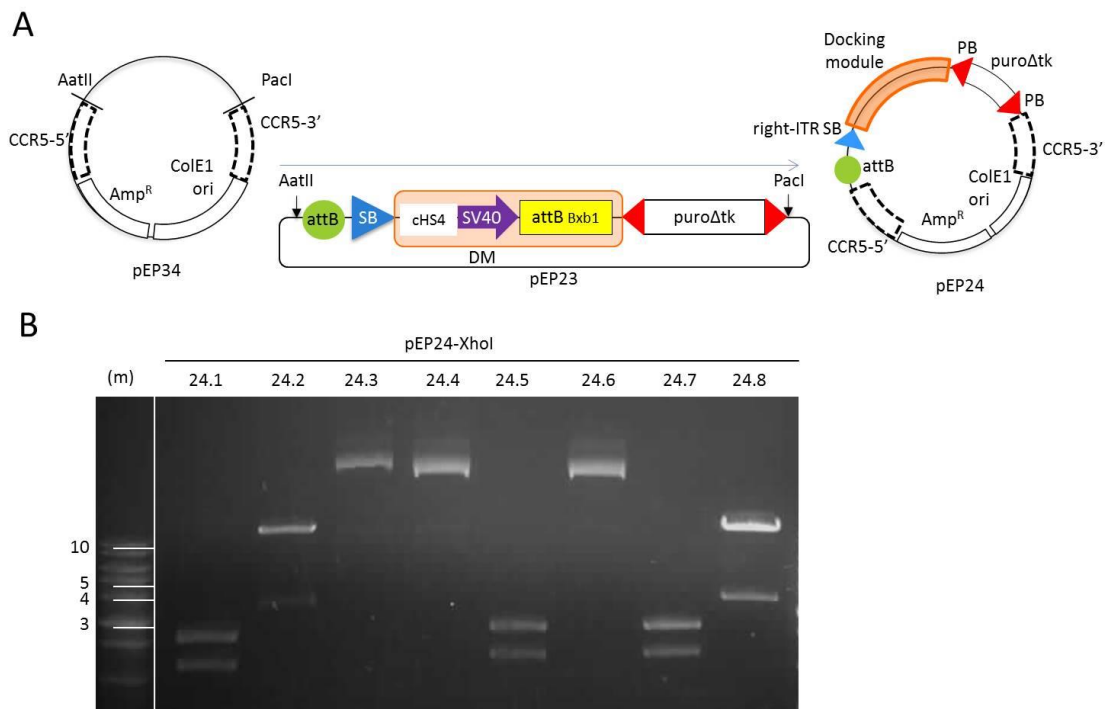 A
AatII
PacI
CCR5-5'
CCR5-3'
Amp^R
ColE1
ori
pEP34
AatII
PacI
attB
SB
cHS4
SV40
attB Bxb1
puroΔtk
DM
pEP23
Docking
module
PB
puroΔtk
PB
right-ITR SB
attB
CCR5-3'
ColE1
ori
Amp^R
CCR5-5'
pEP24
B
pEP24-XhoI
(m)
24.1
24.2
24.3
24.4
24.5
24.6
24.7
24.8
10
5
4
3